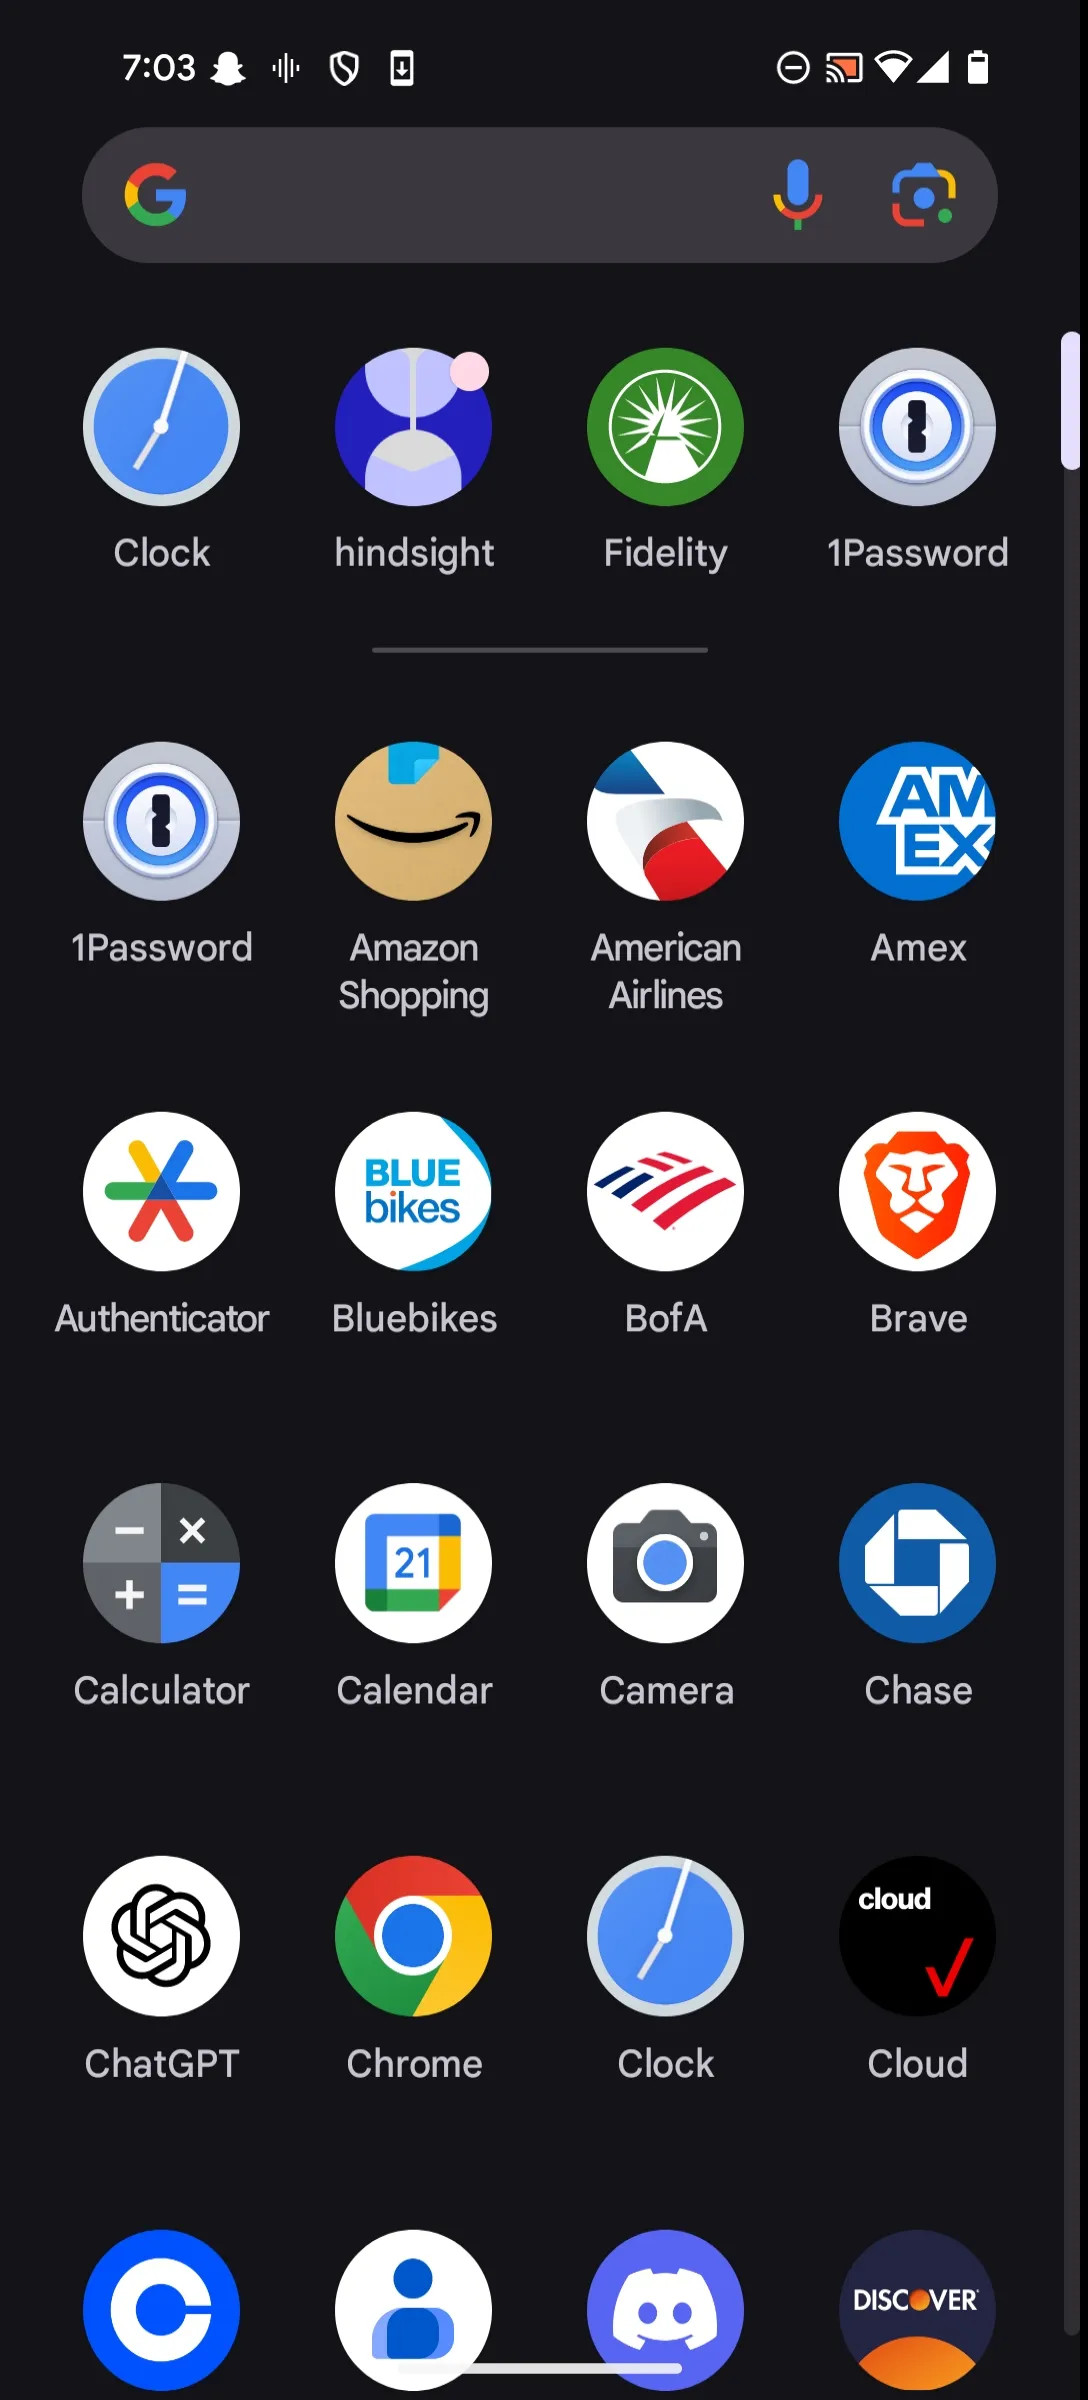 7:03
Clock
hindsight
Fidelity
1Password
1Password
Amazon
Shopping
American
Airlines
AM
EX
Amex
Authenticator
BLUE
bikes
Bluebikes
BofA
Brave
Calculator
21
Calendar
Camera
Chase
ChatGPT
Chrome
Clock
cloud
Cloud
DISCOVER